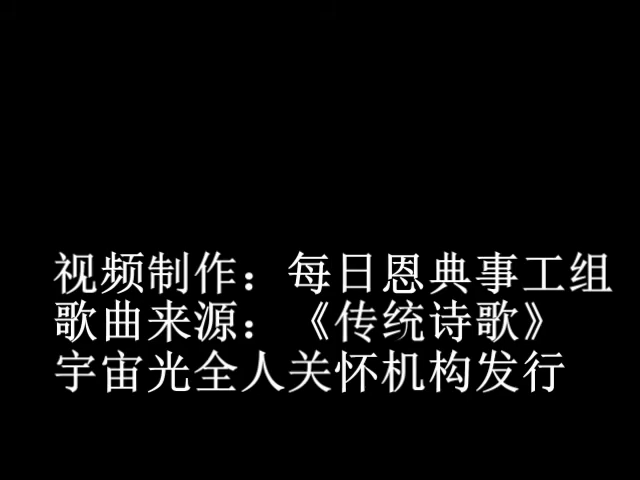 视频制作：每日恩典事工组
歌曲来源：《传统诗歌》
宇宙光全人关怀机构发行